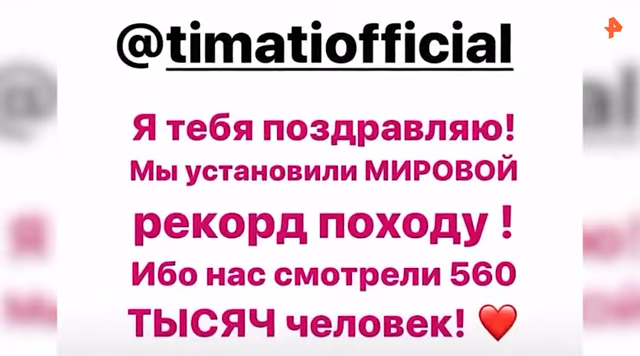 @timatiofficial
Я тебя поздравляю!
Мы установили МИРОВОЙ
рекорд походу !
Ибо нас смотрели 560
ТЫСЯЧ человек! ❤️